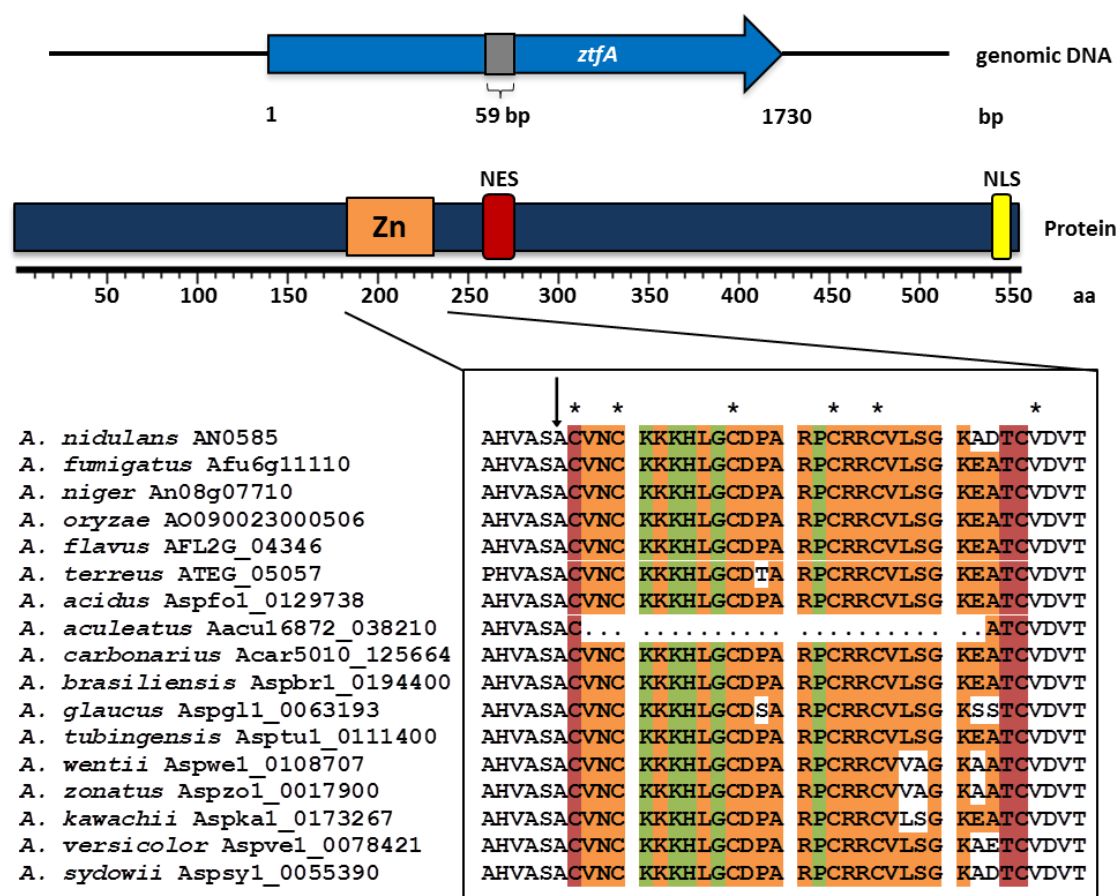 ztfA genomic DNA
1 59 bp 1730 bp
NES NLS
Zn Protein
50 100 150 200 250 300 350 400 450 500 550 aa
* * * * * *
A. nidulans AN0585 AHVASACVNC KKKHLGCDPA RPCRRCVLSG KADTCVDVT
A. fumigatus Afu6g11110 AHVASACVNC KKKHLGCDPA RPCRRCVLSG KEATCVDVT
A. niger An08g07710 AHVASACVNC KKKHLGCDPA RPCRRCVLSG KEATCVDVT
A. oryzae AO090023000506 AHVASACVNC KKKHLGCDPA RPCRRCVLSG KEATCVDVT
A. flavus AFL2G_04346 AHVASACVNC KKKHLGCDPA RPCRRCVLSG KEATCVDVT
A. terreus ATEG_05057 PHVASACVNC KKKHLGCDTA RPCRRCVLSG KEATCVDVT
A. acidus Aspfo1_0129738 AHVASACVNC KKKHLGCDPA RPCRRCVLSG KEATCVDVT
A. aculeatus Aacu16872_038210 AHVASAC... .......... .......... ..ATCVDVT
A. carbonarius Acar5010_125664 AHVASACVNC KKKHLGCDPA RPCRRCVLSG KEATCVDVT
A. brasiliensis Aspbr1_0194400 AHVASACVNC KKKHLGCDPA RPCRRCVLSG KEATCVDVT
A. glaucus Aspgl1_0063193 AHVASACVNC KKKHLGCDSA RPCRRCVLSG KSSTCVDVT
A. tubingensis Asptu1_0111400 AHVASACVNC KKKHLGCDPA RPCRRCVLSG KEATCVDVT
A. wentii Aspwe1_0108707 AHVASACVNC KKKHLGCDPA RPCRRCVVAG KAATCVDVT
A. zonatus Aspzo1_0017900 AHVASACVNC KKKHLGCDPA RPCRRCVVAG KAATCVDVT
A. kawachii Aspka1_0173267 AHVASACVNC KKKHLGCDPA RPCRRCVLSG KEATCVDVT
A. versicolor Aspve1_0078421 AHVASACVNC KKKHLGCDPA RPCRRCVLSG KAETCVDVT
A. sydowii Aspsy1_0055390 AHVASACVNC KKKHLGCDPA RPCRRCVLSG KADTCVDVT